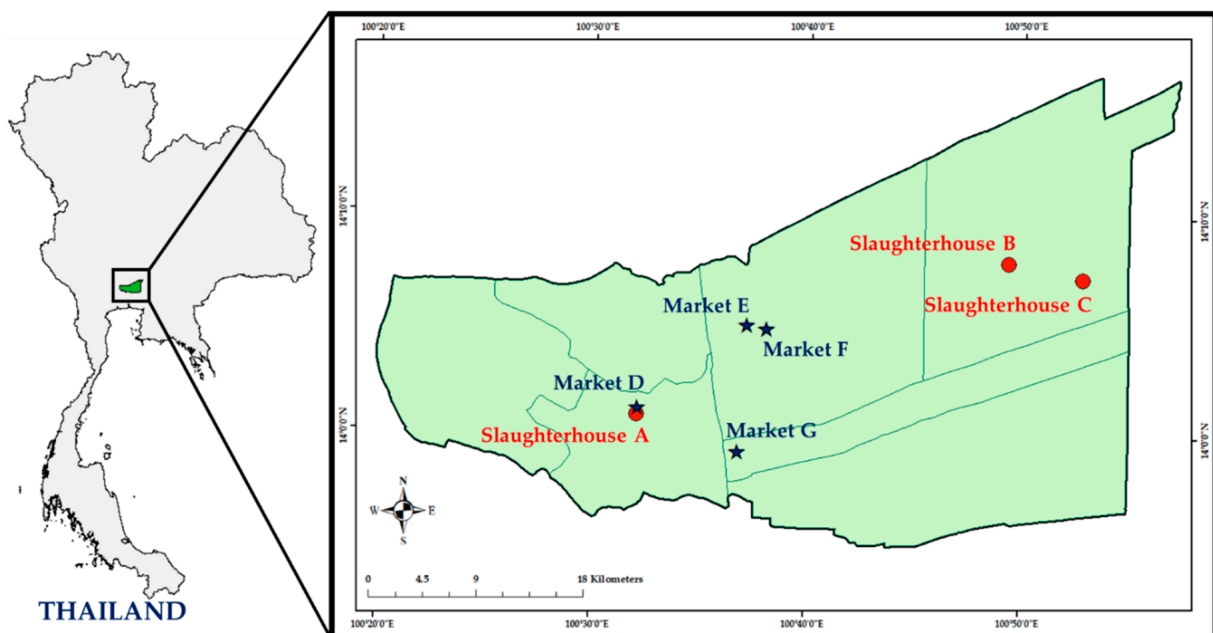 100°20'0"E
100°30'0"E
100°40'0"E
100°50'0"E
14°10'0"N
14°10'0"N
Slaughterhouse B
Slaughterhouse C
Market E
Market F
Market D
Slaughterhouse A
Market G
14°0'0"N
14°0'0"N
N
W
E
S
0
4.5
9
18 Kilometers
THAILAND
100°20'0"E
100°30'0"E
100°40'0"E
100°50'0"E